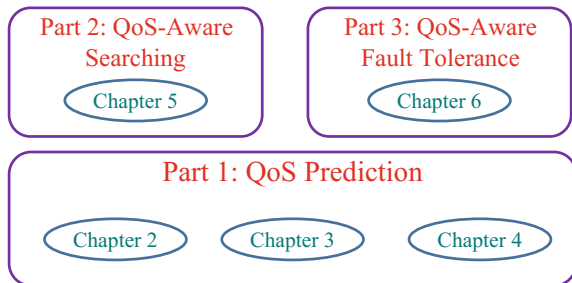 Part 2: QoS-Aware
Searching
Chapter 5
Part 3: QoS-Aware
Fault Tolerance
Chapter 6
Part 1: QoS Prediction
Chapter 2
Chapter 3
Chapter 4